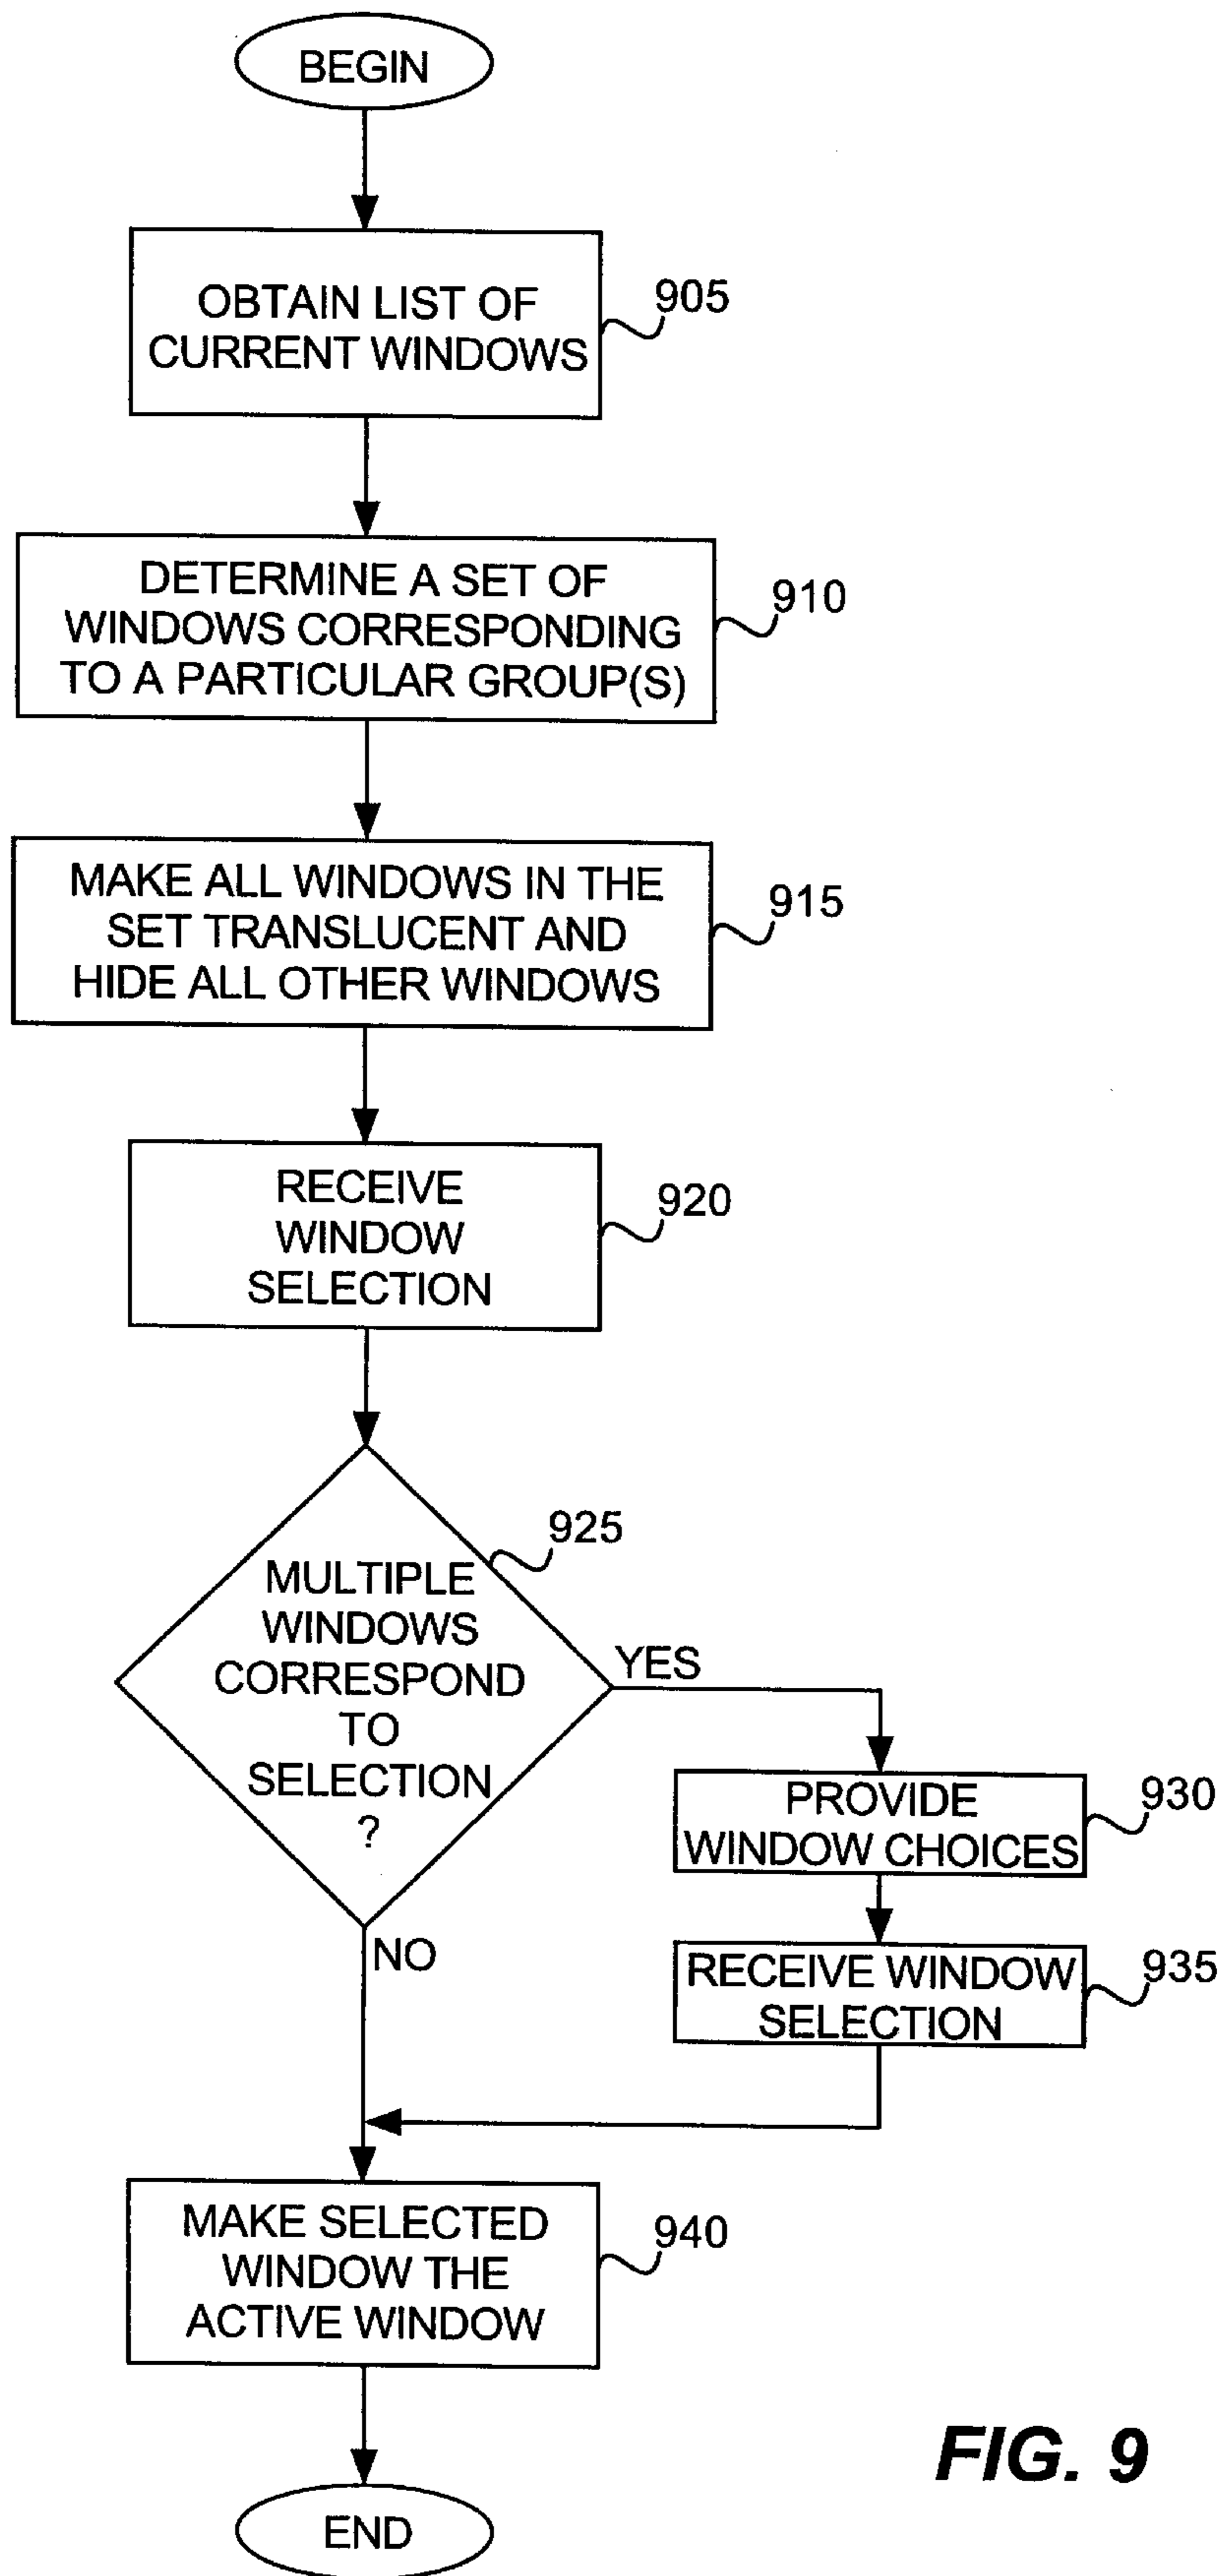 BEGIN
OBTAIN LIST OF
CURRENT WINDOWS
905
DETERMINE A SET OF
WINDOWS CORRESPONDING
TO A PARTICULAR GROUP(S)
910
MAKE ALL WINDOWS IN THE
SET TRANSLUCENT AND
HIDE ALL OTHER WINDOWS
915
RECEIVE
WINDOW
SELECTION
920
MULTIPLE
WINDOWS
CORRESPOND
TO
SELECTION
?
925
YES
PROVIDE
WINDOW CHOICES
930
NO
RECEIVE WINDOW
SELECTION
935
MAKE SELECTED
WINDOW THE
ACTIVE WINDOW
940
END
FIG. 9